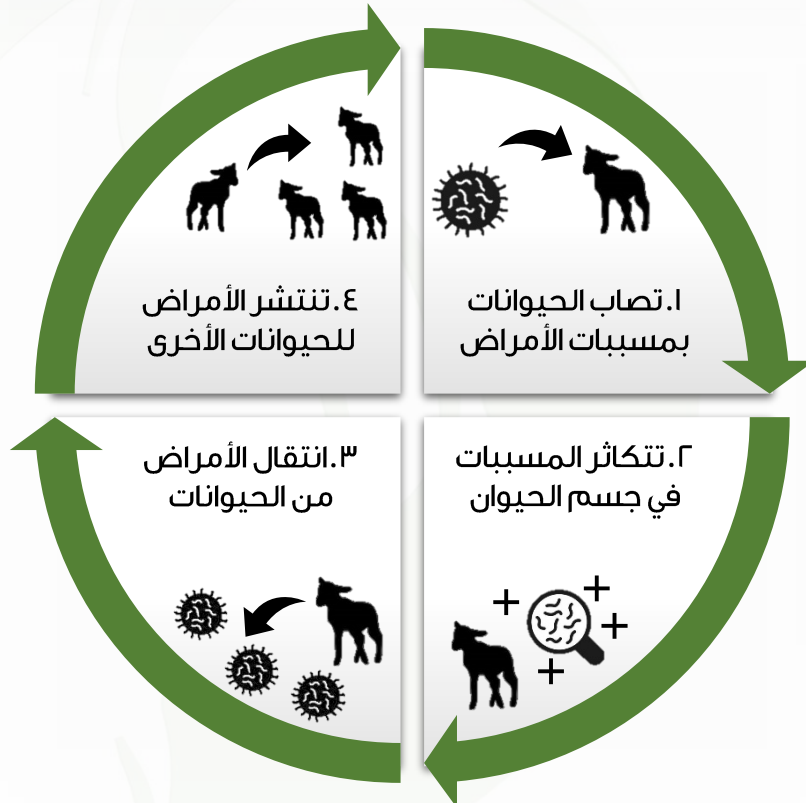 ١.تصاب الحيوانات
بمسببات الأمراض
٢.تتكاثر المسببات
في جسم الحيوان
٣.انتقال الأمراض
من الحيوانات
٤.تنتشر الأمراض
للحيوانات الأخرى